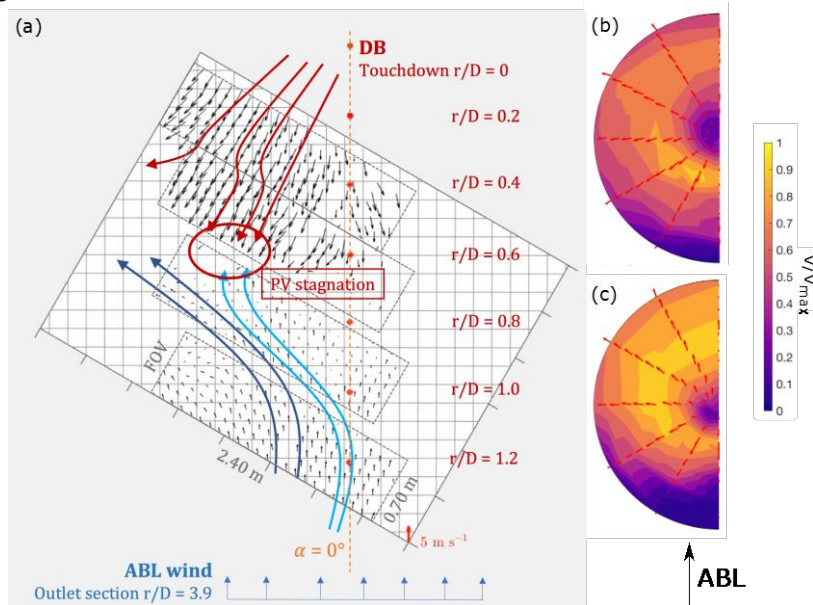 (a)
DB
Touchdown r/D = 0
r/D = 0.2
r/D = 0.4
r/D = 0.6
PV stagnation
r/D = 0.8
FOV
r/D = 1.0
2.40 m
r/D = 1.2
0.70 m
α = 0°
5 m s⁻¹
ABL wind
Outlet section r/D = 3.9
(b)
(c)
1
0.9
0.8
0.7
0.6
0.5
0.4
0.3
0.2
0.1
0
V/Vmax
ABL